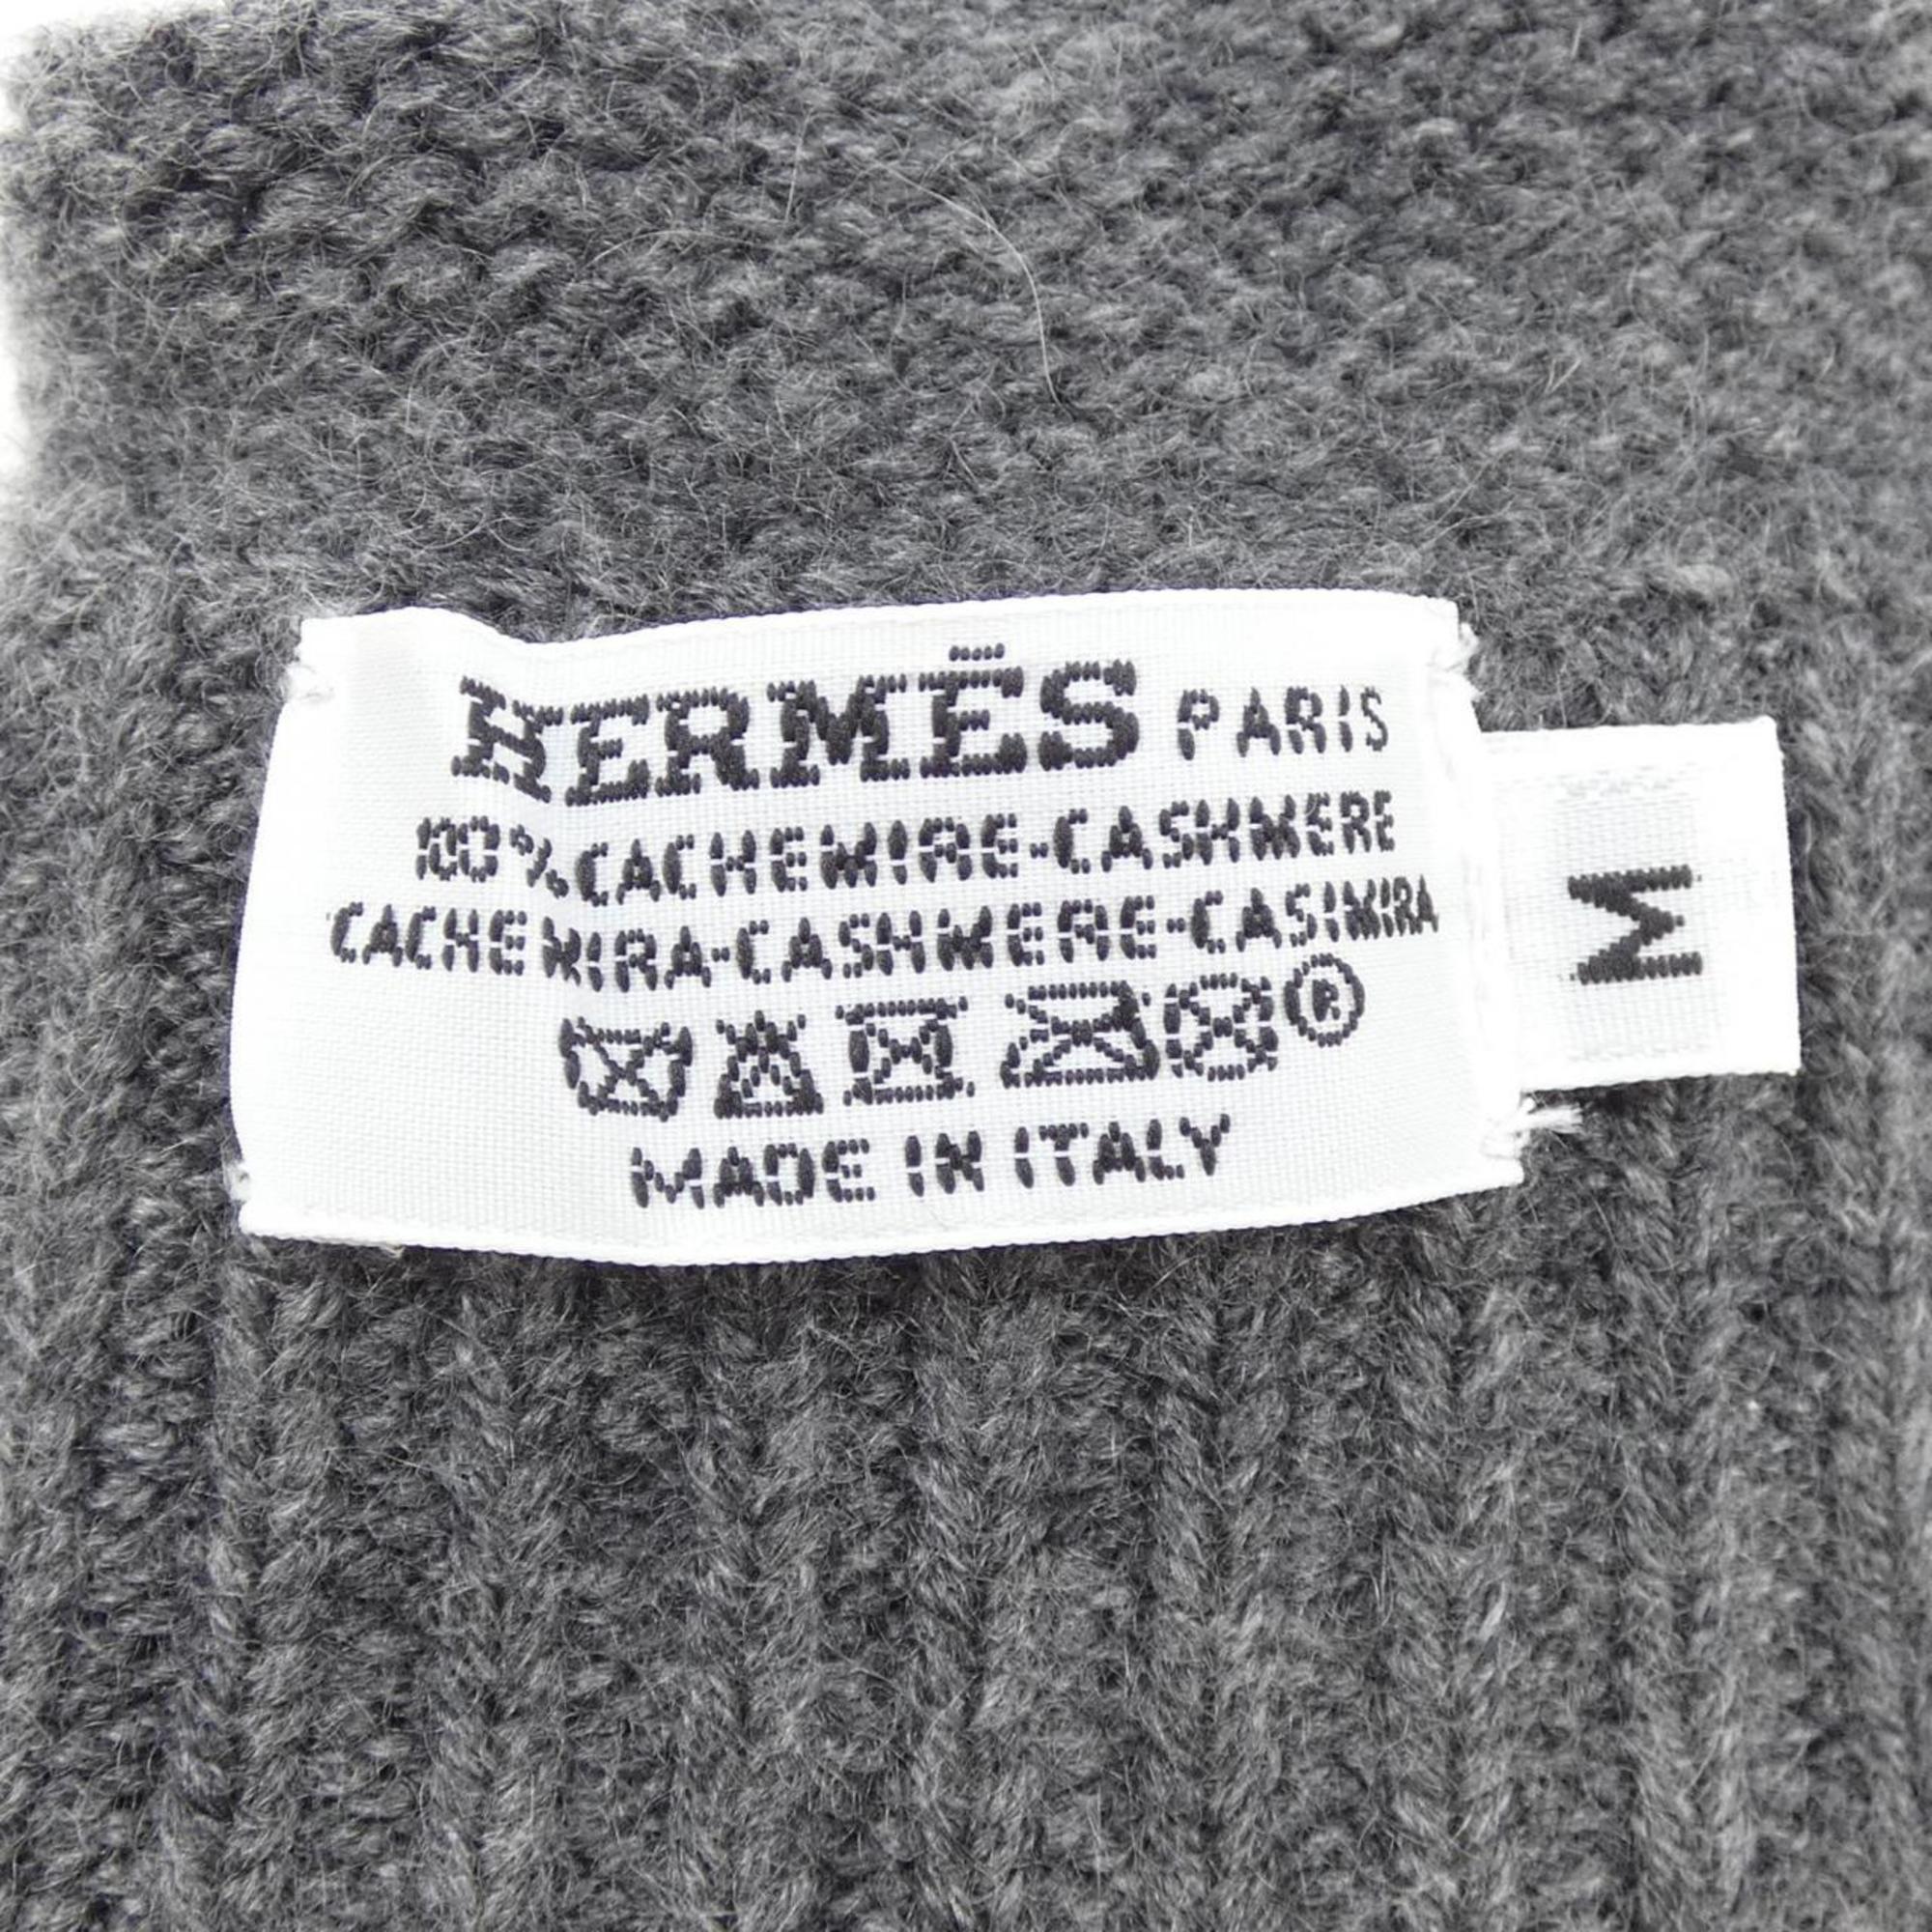 HERMÈS PARIS
100% CACHEMIRE-CASHMERE
CACHEMIRA-CASHMERE-CASIMIRA
®
MADE IN ITALY
M